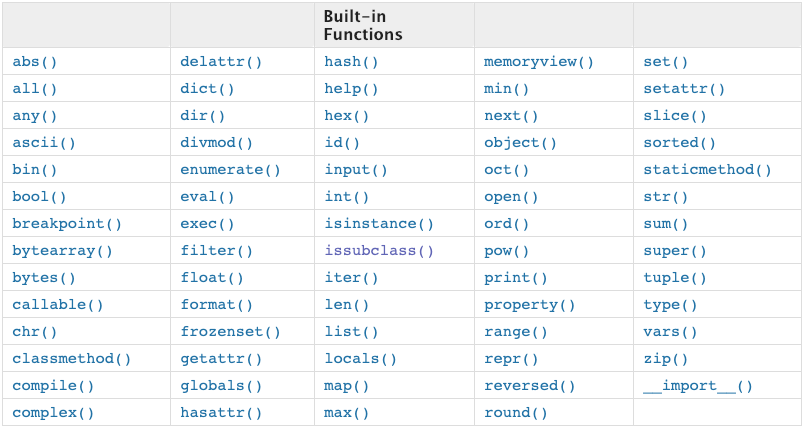 Built-in
Functions
abs() delattr() hash() memoryview() set()
all() dict() help() min() setattr()
any() dir() hex() next() slice()
ascii() divmod() id() object() sorted()
bin() enumerate() input() oct() staticmethod()
bool() eval() int() open() str()
breakpoint() exec() isinstance() ord() sum()
bytearray() filter() issubclass() pow() super()
bytes() float() iter() print() tuple()
callable() format() len() property() type()
chr() frozenset() list() range() vars()
classmethod() getattr() locals() repr() zip()
compile() globals() map() reversed() __import__()
complex() hasattr() max() round()